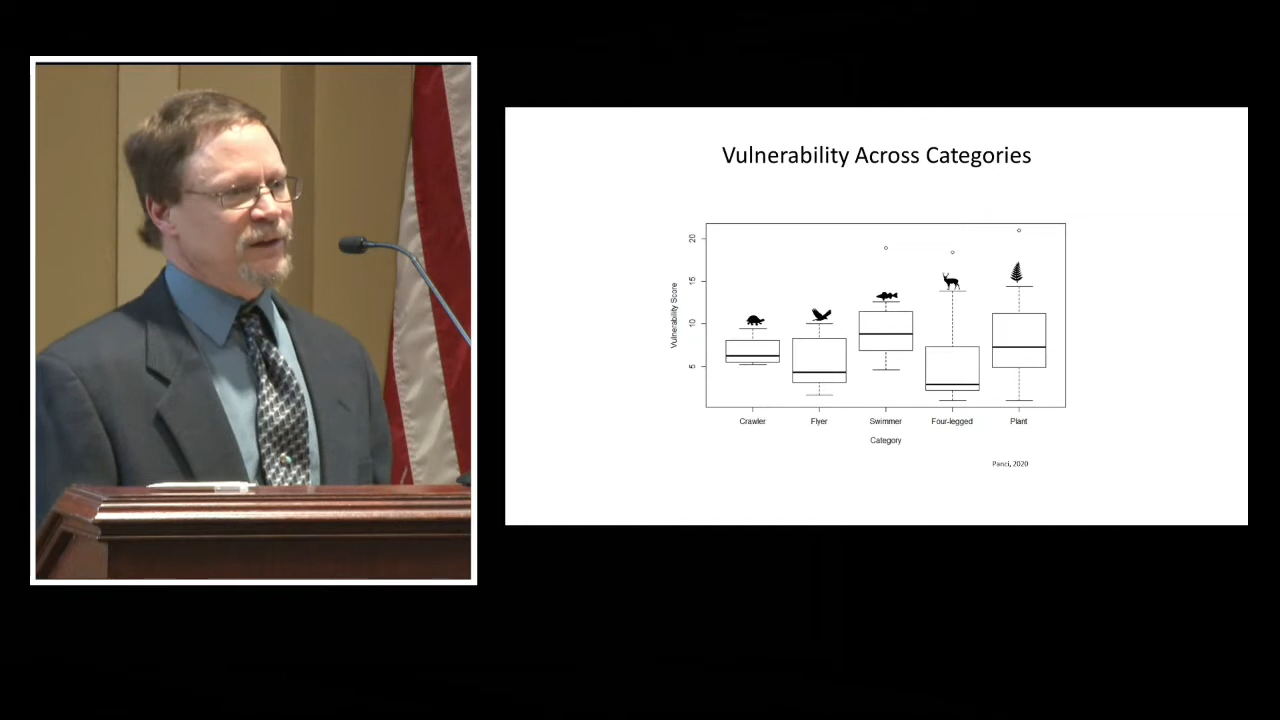 Vulnerability Across Categories
Vulnerability Score
20
15
10
5
Crawler Flyer Swimmer Four-legged Plant
Category
Panci, 2020